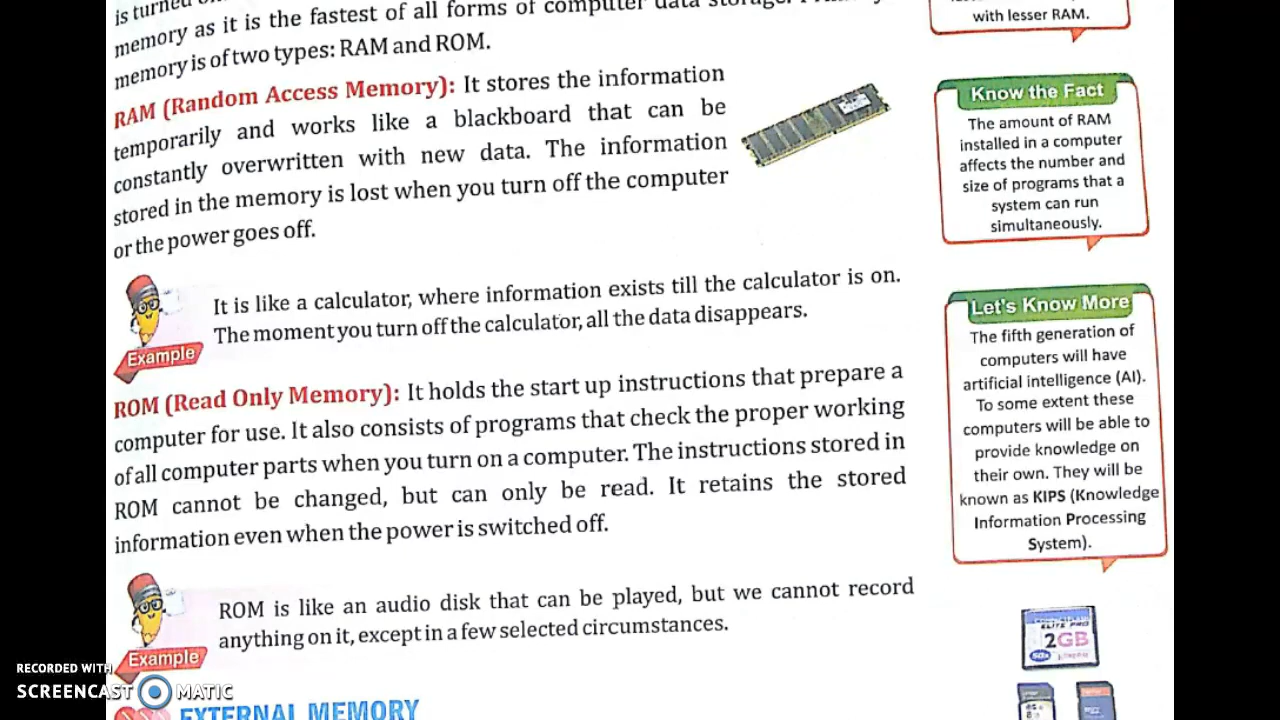 is turned
memory as it is the fastest of all forms of computer data storage.
memory is of two types: RAM and ROM.
with lesser RAM.
RAM (Random Access Memory): It stores the information
temporarily and works like a blackboard that can be
constantly overwritten with new data. The information
stored in the memory is lost when you turn off the computer
or the power goes off.
Know the Fact
The amount of RAM
installed in a computer
affects the number and
size of programs that a
system can run
simultaneously.
It is like a calculator, where information exists till the calculator is on.
The moment you turn off the calculator, all the data disappears.
Example
Let's Know More
The fifth generation of
computers will have
artificial intelligence (AI).
To some extent these
computers will be able to
provide knowledge on
their own. They will be
known as KIPS (Knowledge
Information Processing
System).
ROM (Read Only Memory): It holds the start up instructions that prepare a
computer for use. It also consists of programs that check the proper working
of all computer parts when you turn on a computer. The instructions stored in
ROM cannot be changed, but can only be read. It retains the stored
information even when the power is switched off.
ROM is like an audio disk that can be played, but we cannot record
anything on it, except in a few selected circumstances.
Example
ELITE PRO
2GB
50x
EXTERNAL MEMORY
RECORDED WITH
SCREENCAST MATIC